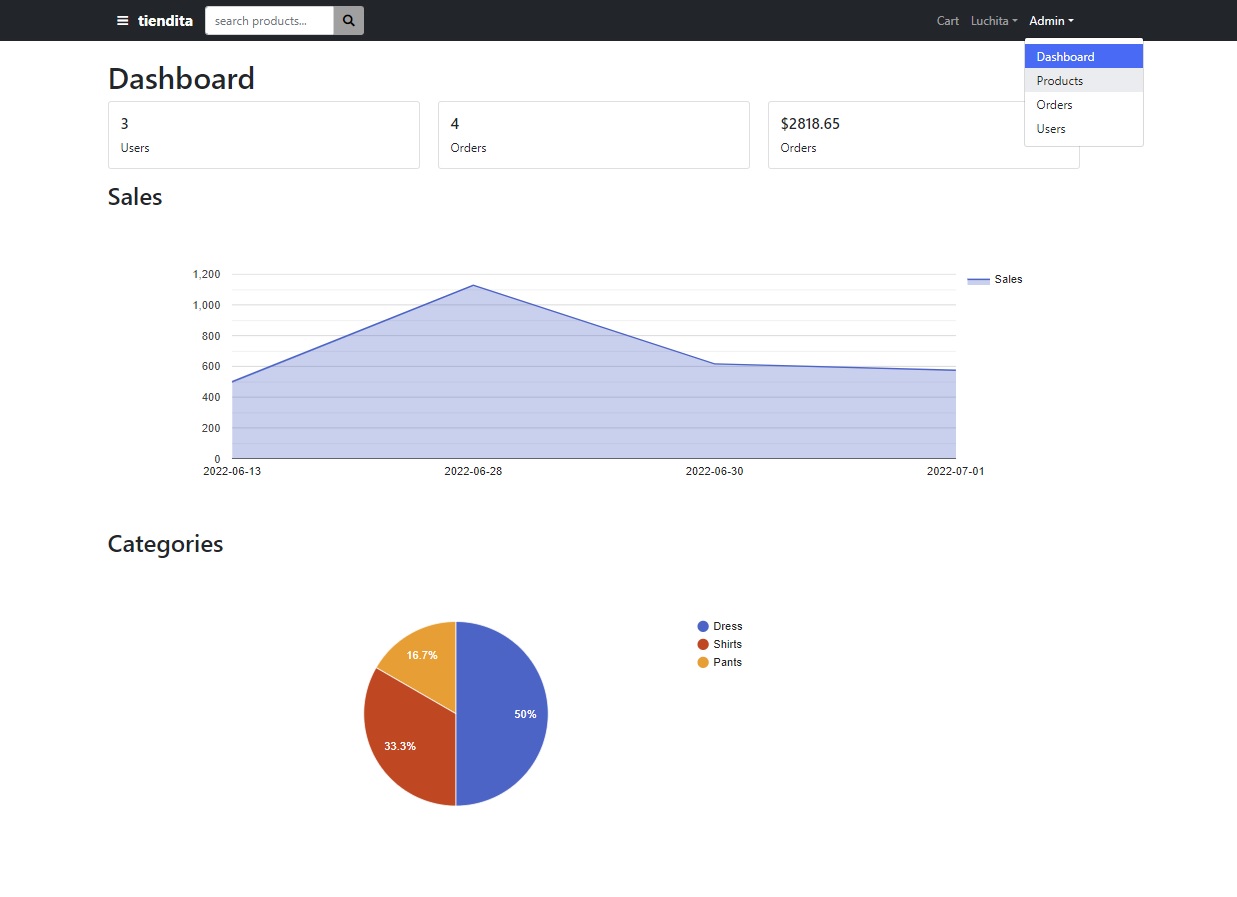 tiendita
search products...
Cart
Luchita
Admin
Dashboard
Products
Orders
Users
Dashboard
3
Users
4
Orders
$2818.65
Orders
Sales
1,200
1,000
800
600
400
200
0
2022-06-13
2022-06-28
2022-06-30
2022-07-01
Sales
Categories
16.7%
50%
33.3%
Dress
Shirts
Pants